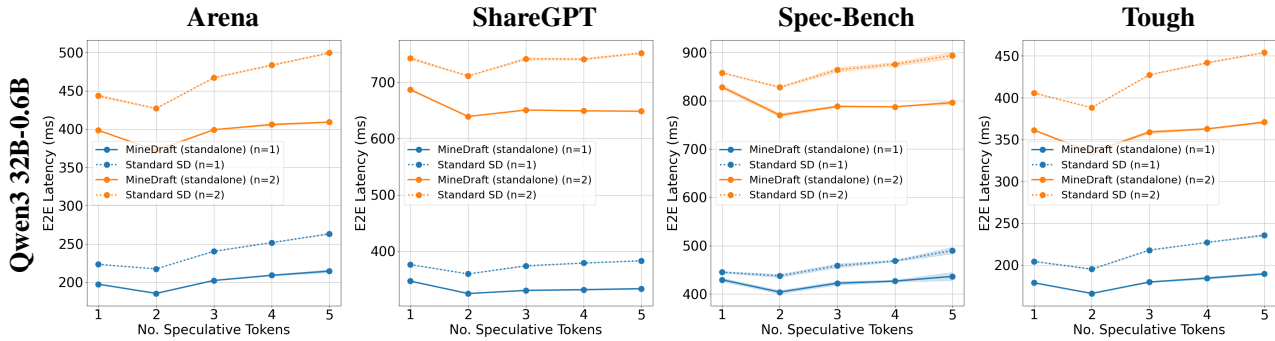 Arena
ShareGPT
Spec-Bench
Tough
Qwen3 32B-0.6B
E2E Latency (ms)
500
450
400
350
300
250
200
MineDraft (standalone) (n=1)
Standard SD (n=1)
MineDraft (standalone) (n=2)
Standard SD (n=2)
1 2 3 4 5
No. Speculative Tokens
E2E Latency (ms)
700
600
500
400
MineDraft (standalone) (n=1)
Standard SD (n=1)
MineDraft (standalone) (n=2)
Standard SD (n=2)
1 2 3 4 5
No. Speculative Tokens
E2E Latency (ms)
900
800
700
600
500
400
MineDraft (standalone) (n=1)
Standard SD (n=1)
MineDraft (standalone) (n=2)
Standard SD (n=2)
1 2 3 4 5
No. Speculative Tokens
E2E Latency (ms)
450
400
350
300
250
200
MineDraft (standalone) (n=1)
Standard SD (n=1)
MineDraft (standalone) (n=2)
Standard SD (n=2)
1 2 3 4 5
No. Speculative Tokens